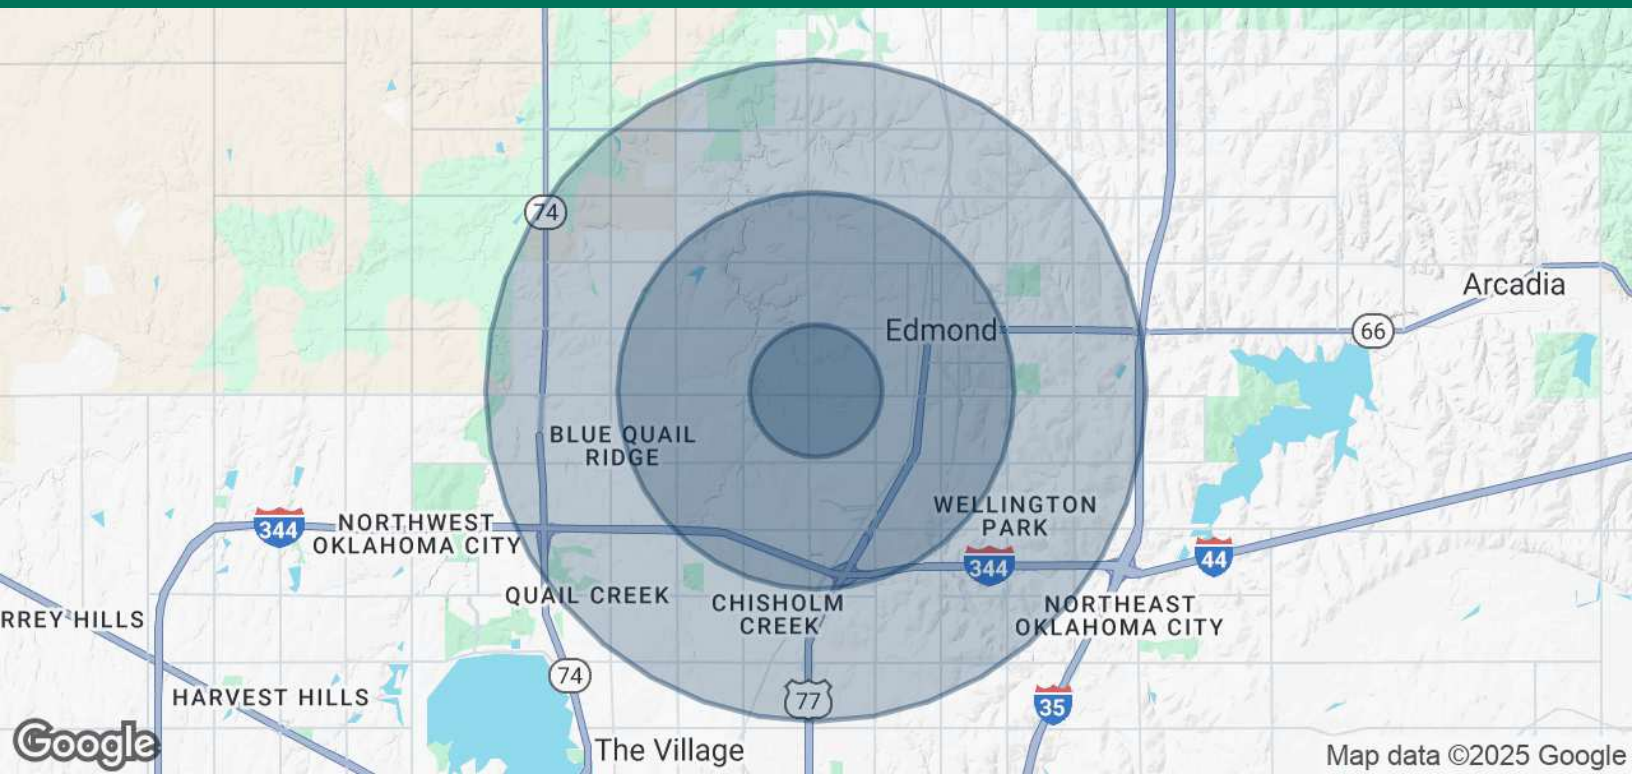 74
Arcadia
Edmond
66
BLUE QUAIL
RIDGE
WELLINGTON
PARK
344
NORTHWEST
OKLAHOMA CITY
44
344
QUAIL CREEK
CHISHOLM
CREEK
NORTHEAST
OKLAHOMA CITY
RREY HILLS
74
HARVEST HILLS
77
35
Google
The Village
Map data ©2025 Google